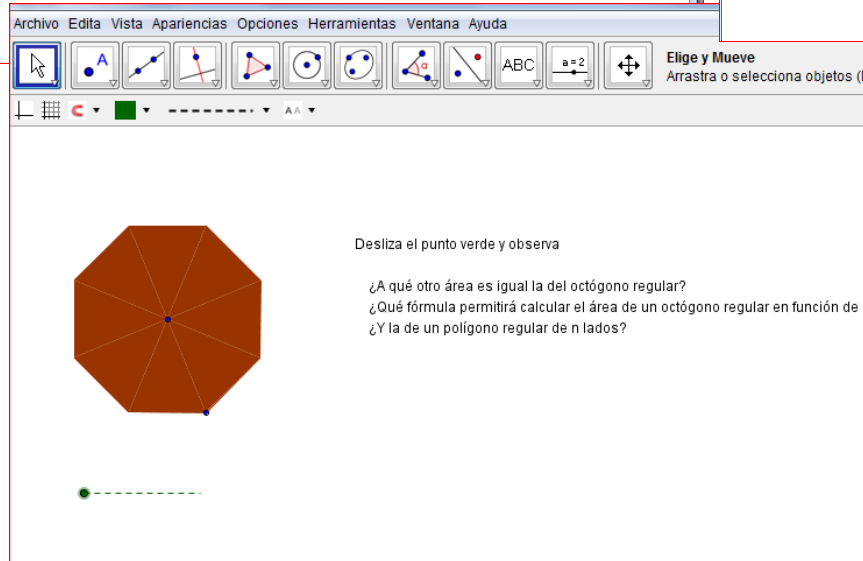 Archivo Edita Vista Apariencias Opciones Herramientas Ventana Ayuda
A α ABC a = 2
Elige y Mueve
Arrastra o selecciona objetos (
A A
Desliza el punto verde y observa
¿A qué otro área es igual la del octógono regular?
¿Qué fórmula permitirá calcular el área de un octógono regular en función de
¿Y la de un polígono regular de n lados?